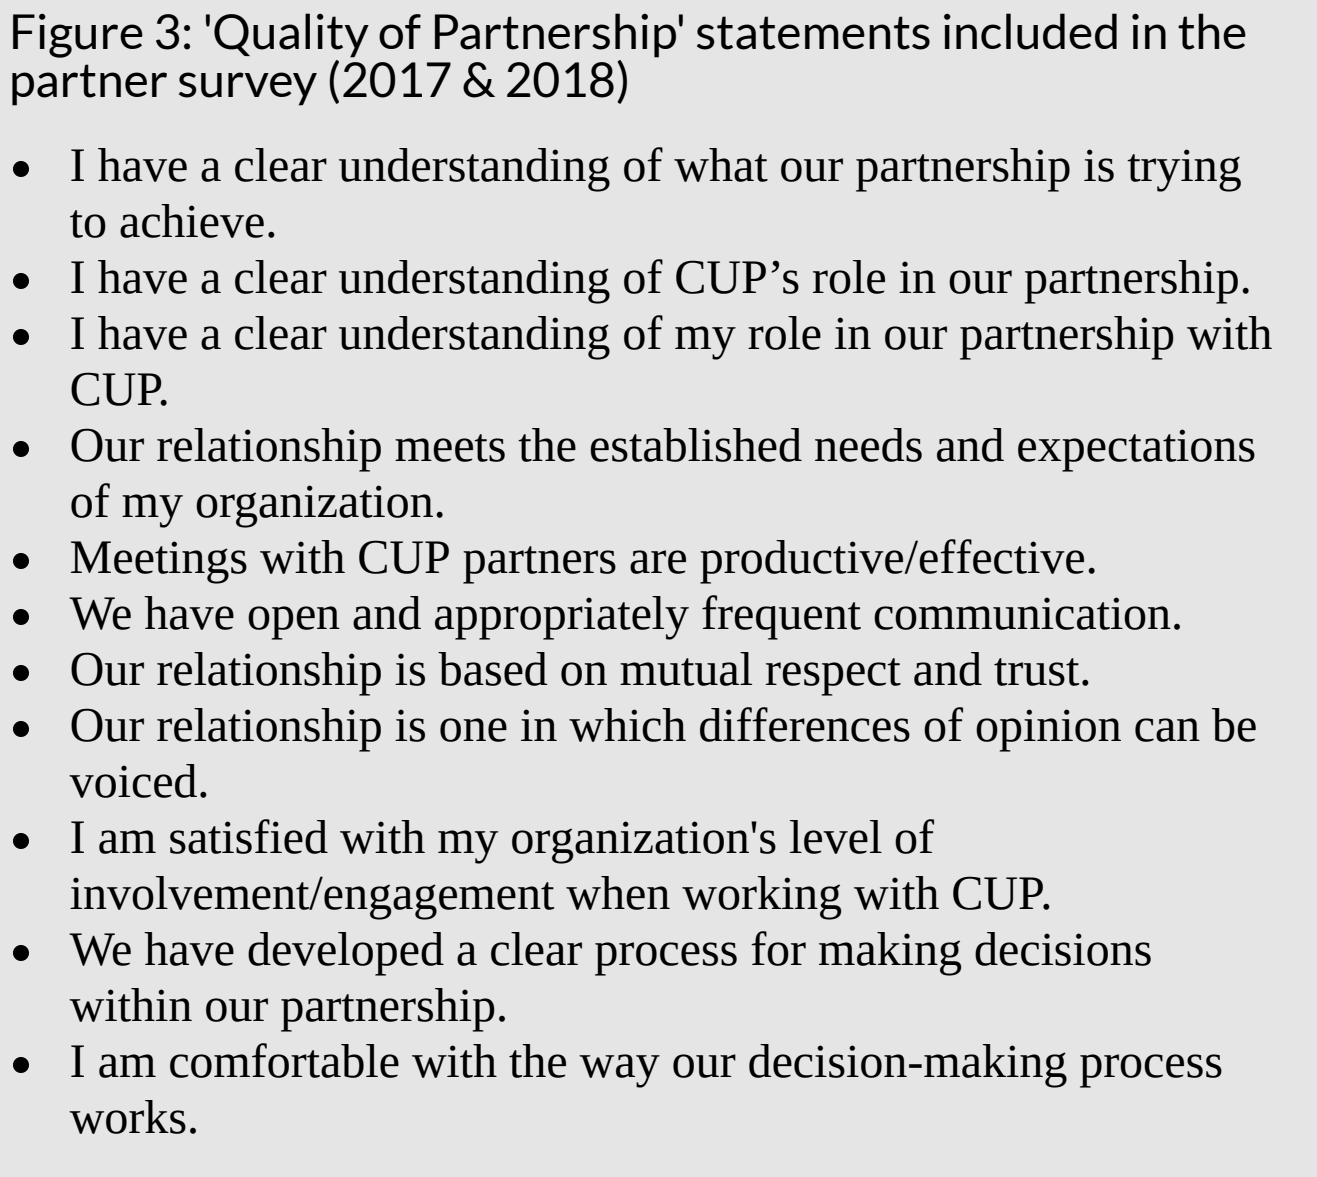 Figure 3: 'Quality of Partnership' statements included in the
partner survey (2017 & 2018)
• I have a clear understanding of what our partnership is trying
to achieve.
• I have a clear understanding of CUP’s role in our partnership.
• I have a clear understanding of my role in our partnership with
CUP.
• Our relationship meets the established needs and expectations
of my organization.
• Meetings with CUP partners are productive/effective.
• We have open and appropriately frequent communication.
• Our relationship is based on mutual respect and trust.
• Our relationship is one in which differences of opinion can be
voiced.
• I am satisfied with my organization's level of
involvement/engagement when working with CUP.
• We have developed a clear process for making decisions
within our partnership.
• I am comfortable with the way our decision-making process
works.